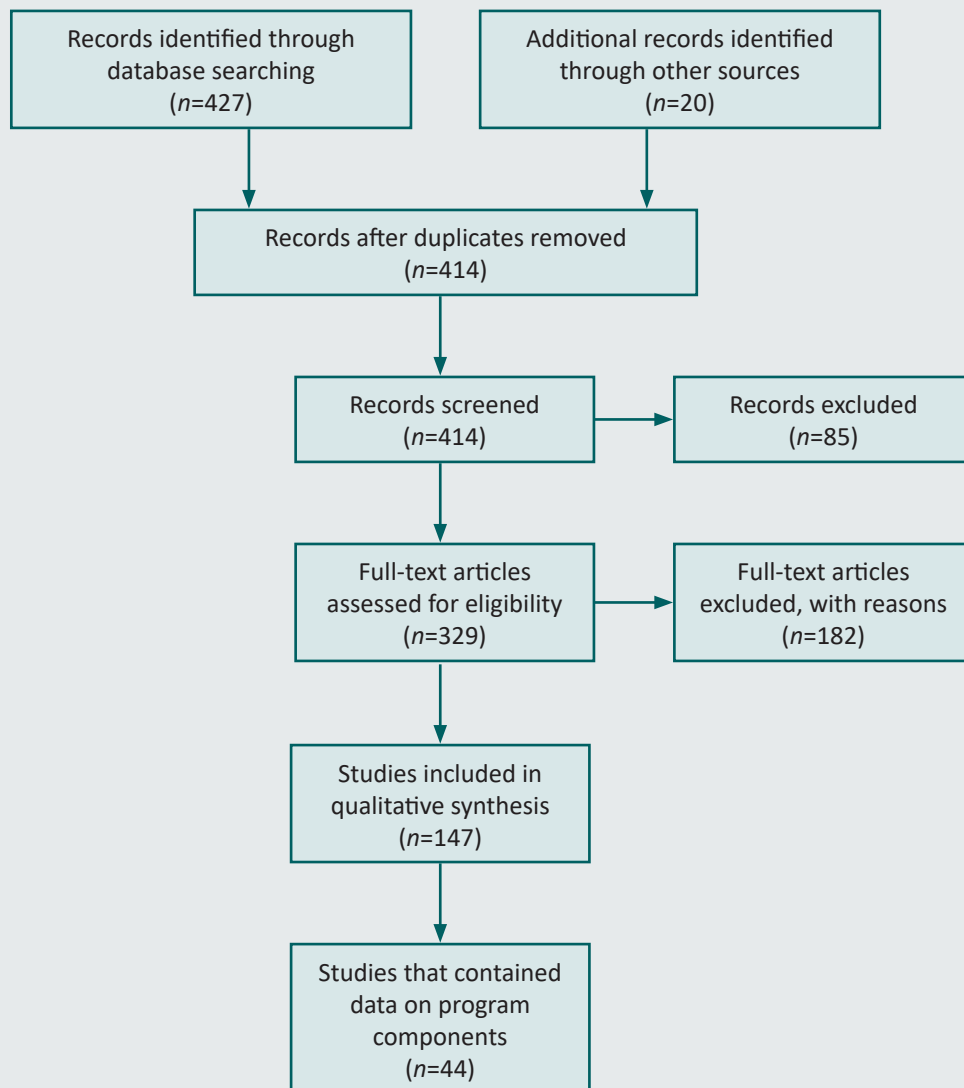 Records identified through
database searching
(n=427)
Additional records identified
through other sources
(n=20)
Records after duplicates removed
(n=414)
Records screened
(n=414)
Records excluded
(n=85)
Full-text articles
assessed for eligibility
(n=329)
Full-text articles
excluded, with reasons
(n=182)
Studies included in
qualitative synthesis
(n=147)
Studies that contained
data on program
components
(n=44)